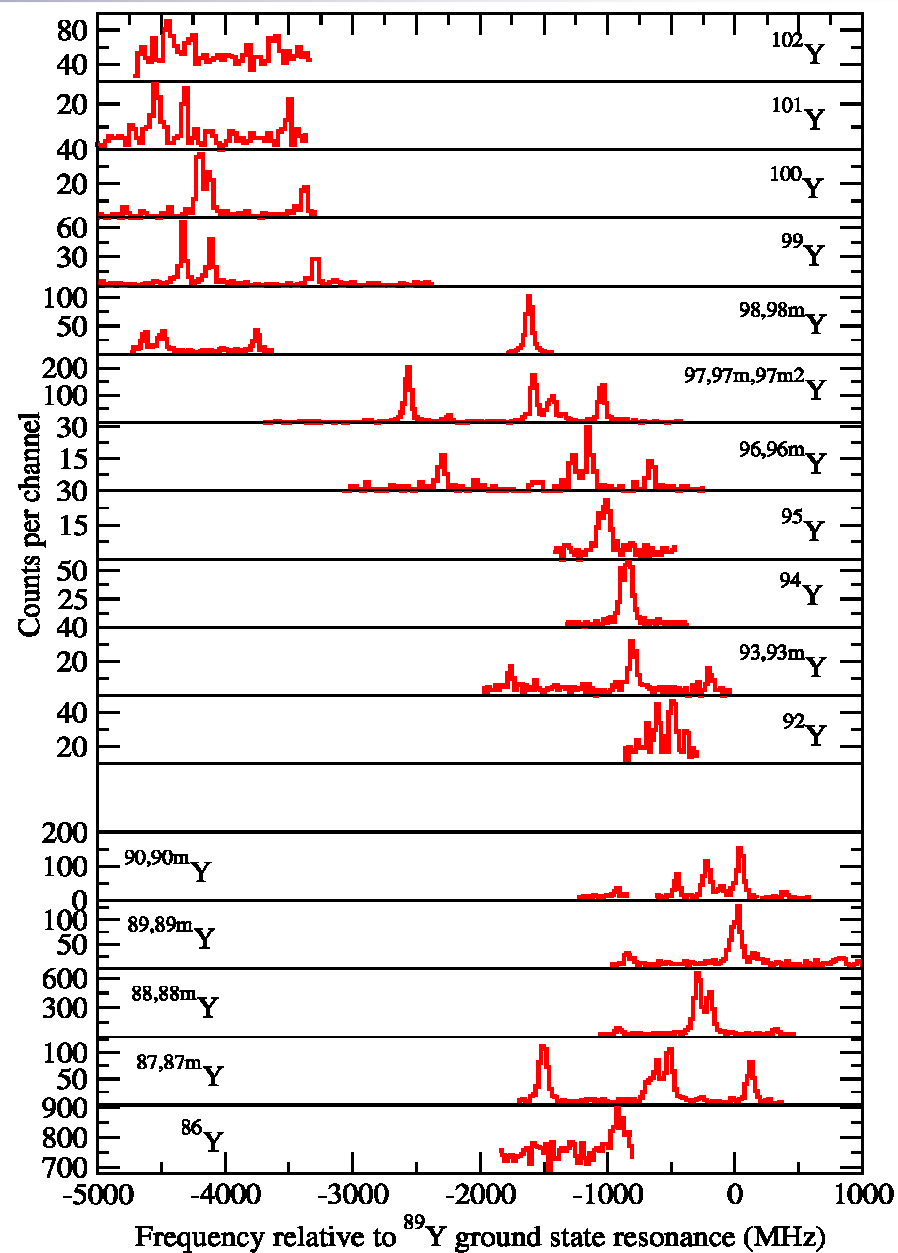 80
40
102Y
20
101Y
40
20
100Y
60
30
99Y
100
50
98,98mY
200
100
97,97m,97m2Y
30
15
96,96mY
30
15
95Y
50
25
94Y
40
20
93,93mY
40
20
92Y
200
100
0
90,90mY
100
50
89,89mY
600
300
88,88mY
100
50
87,87mY
900
800
700
86Y
Counts per channel
-5000 -4000 -3000 -2000 -1000 0 1000
Frequency relative to 89Y ground state resonance (MHz)